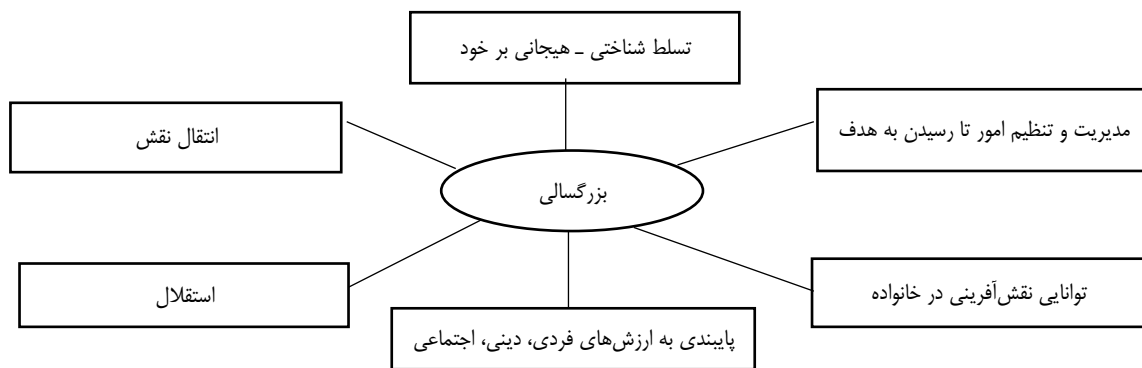 تسلط شناختی ـ هیجانی بر خود
مدیریت و تنظیم امور تا رسیدن به هدف
انتقال نقش
بزرگسالی
توانایی نقش‌آفرینی در خانواده
استقلال
پایبندی به ارزش‌های فردی، دینی، اجتماعی